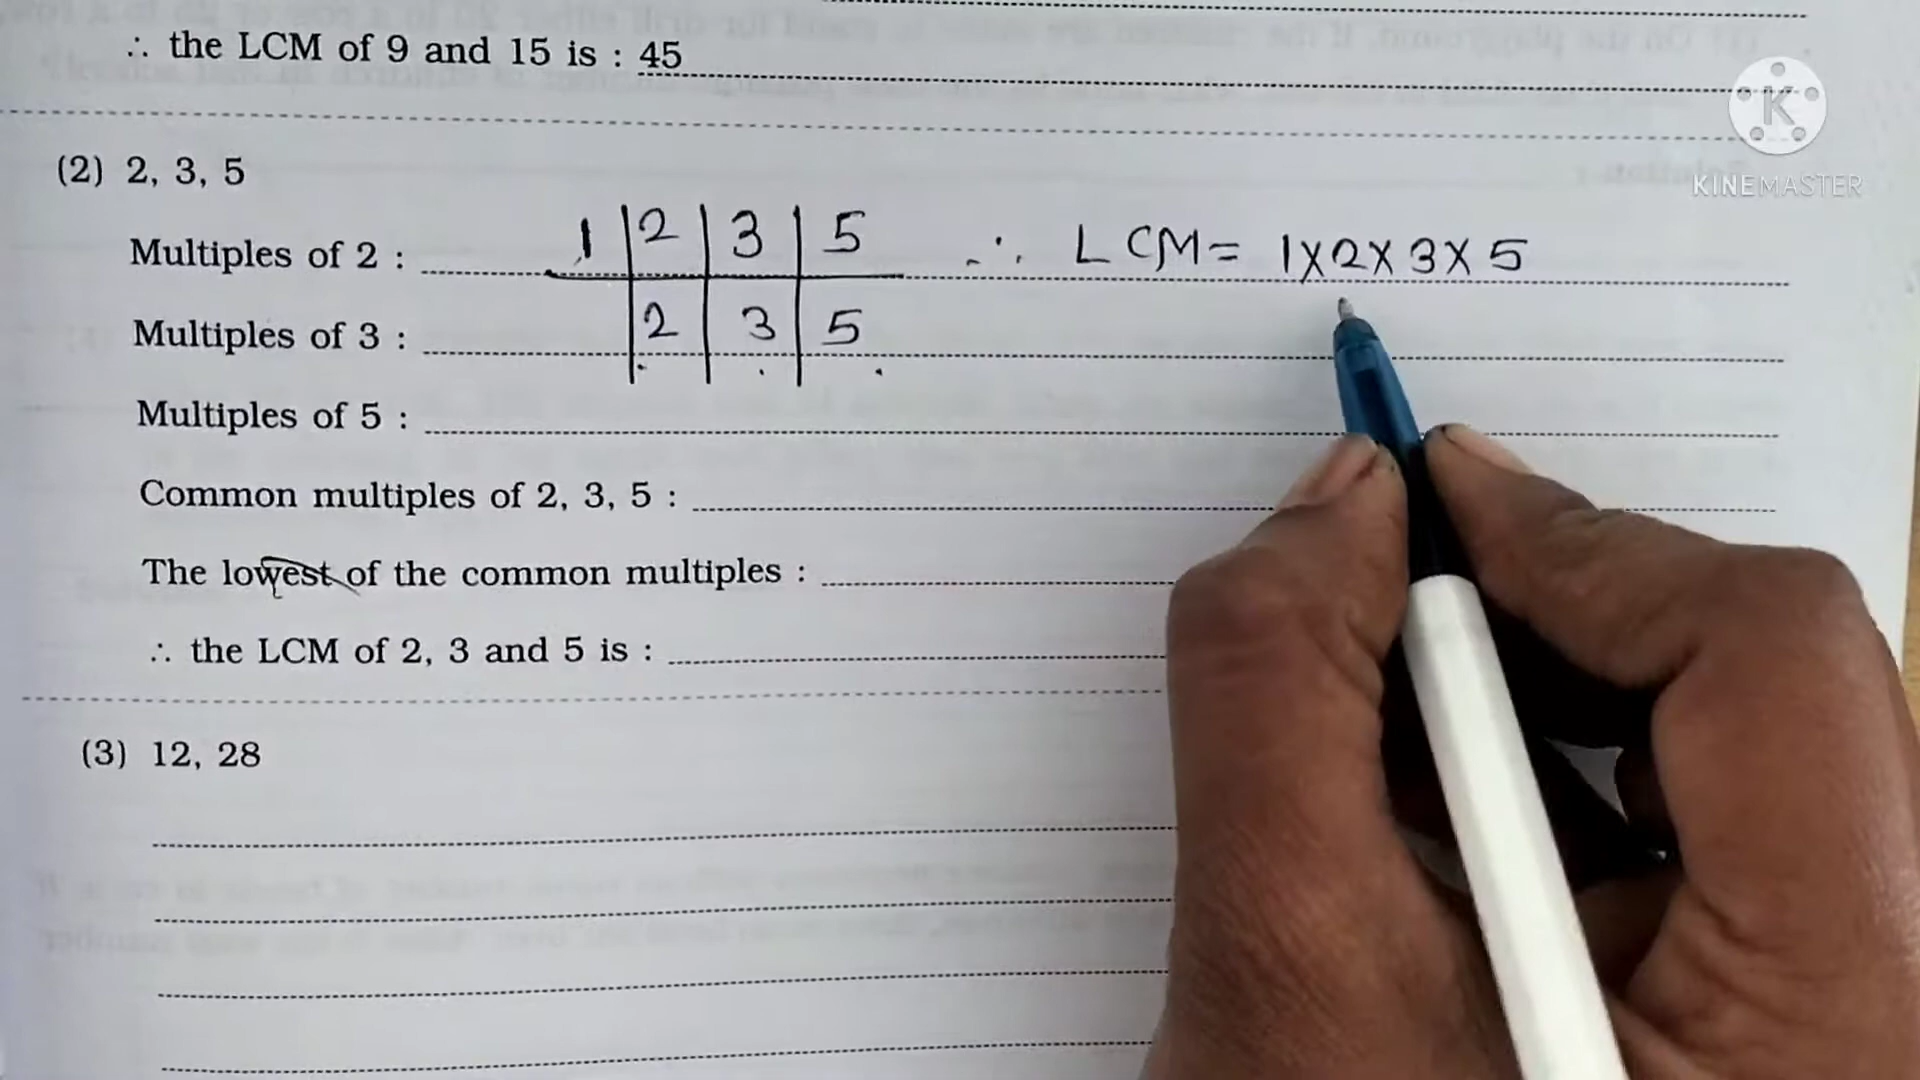 ∴ the LCM of 9 and 15 is : 45
K
KINEMASTER
(2) 2, 3, 5
Multiples of 2 : 1 | 2 | 3 | 5 ∴ LCM = 1 X 2 X 3 X 5
Multiples of 3 : 2 | 3 | 5
Multiples of 5 :
Common multiples of 2, 3, 5 :
The lowest of the common multiples :
∴ the LCM of 2, 3 and 5 is :
(3) 12, 28